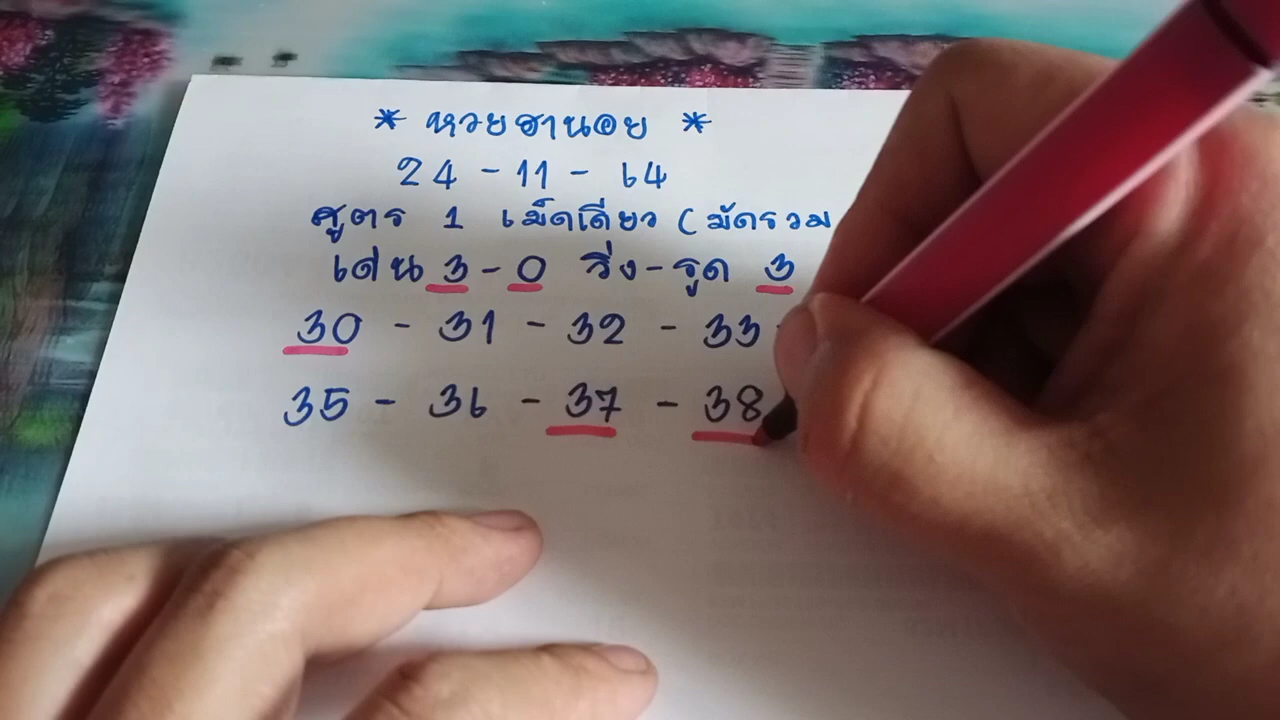 * หวยฮานอย *
24 - 11 - 64
สูตร 1 เม็ดเดียว (มัดรวม
เด่น 3 - 0 วิ่ง - รูด 3
30 - 31 - 32 - 33
35 - 36 - 37 - 38